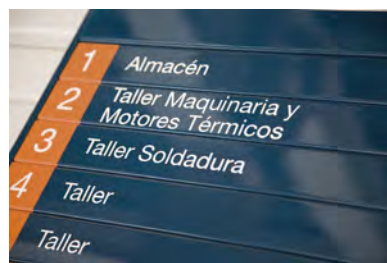 1 Almacén
2 Taller Maquinaria y
Motores Térmicos
3 Taller Soldadura
4 Taller
Taller